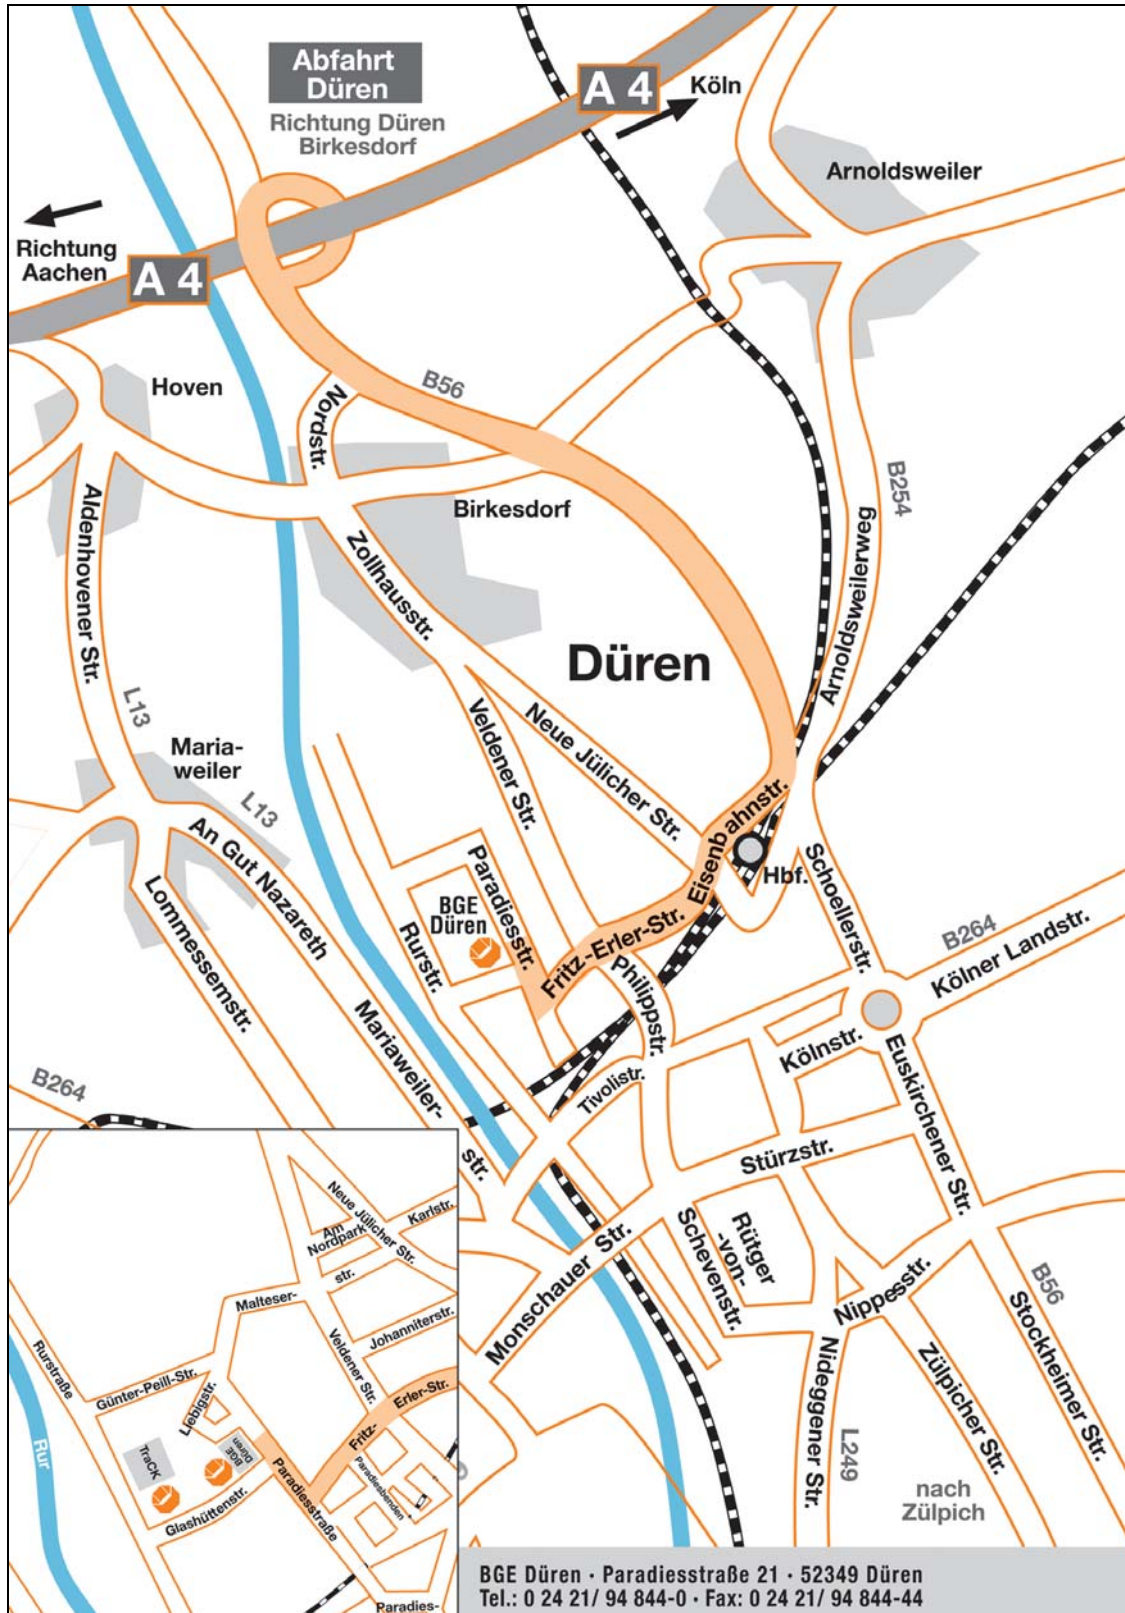 Abfahrt
Düren
Richtung Düren
Birkesdorf
A 4
Köln
Arnoldsweiler
Richtung
Aachen
A 4
Hoven
Nordstr.
B56
Birkesdorf
B254
Aldenhovener Str.
Zollhausstr.
Arnoldsweilerweg
Düren
L13
Maria-
weiler
L13
Veldener Str.
Neue Jülicher Str.
Eisenbahnstr.
An Gut Nazareth
Lommessemstr.
Paradiesstr.
BGE
Düren
Rurstr.
Fritz-Erler-Str.
Philippstr.
Hbf.
Schoellerstr.
B264
Kölner Landstr.
Mariaweiler-
str.
Tivolistr.
Kölnstr.
Euskirchener Str.
B264
Stürzstr.
Rütger
-von-
Schevenstr.
Monschauer Str.
Nippesstr.
B56
Stockheimer Str.
Zülpicher Str.
Nideggener Str.
L249
nach
Zülpich
Neue Jülicher Str.
Karlstr.
Am
Nordpark
str.
Malteser-
Johanniterstr.
Veldener Str.
Rurstraße
Günter-Peill-Str.
Liebigstr.
Fritz-
Erler-Str.
Rur
TraCK
BGE
Düren
Paradiesstraße
Paradiesbenden
Glashüttenstr.
Paradies-
BGE Düren · Paradiesstraße 21 · 52349 Düren
Tel.: 0 24 21/ 94 844-0 · Fax: 0 24 21/ 94 844-44